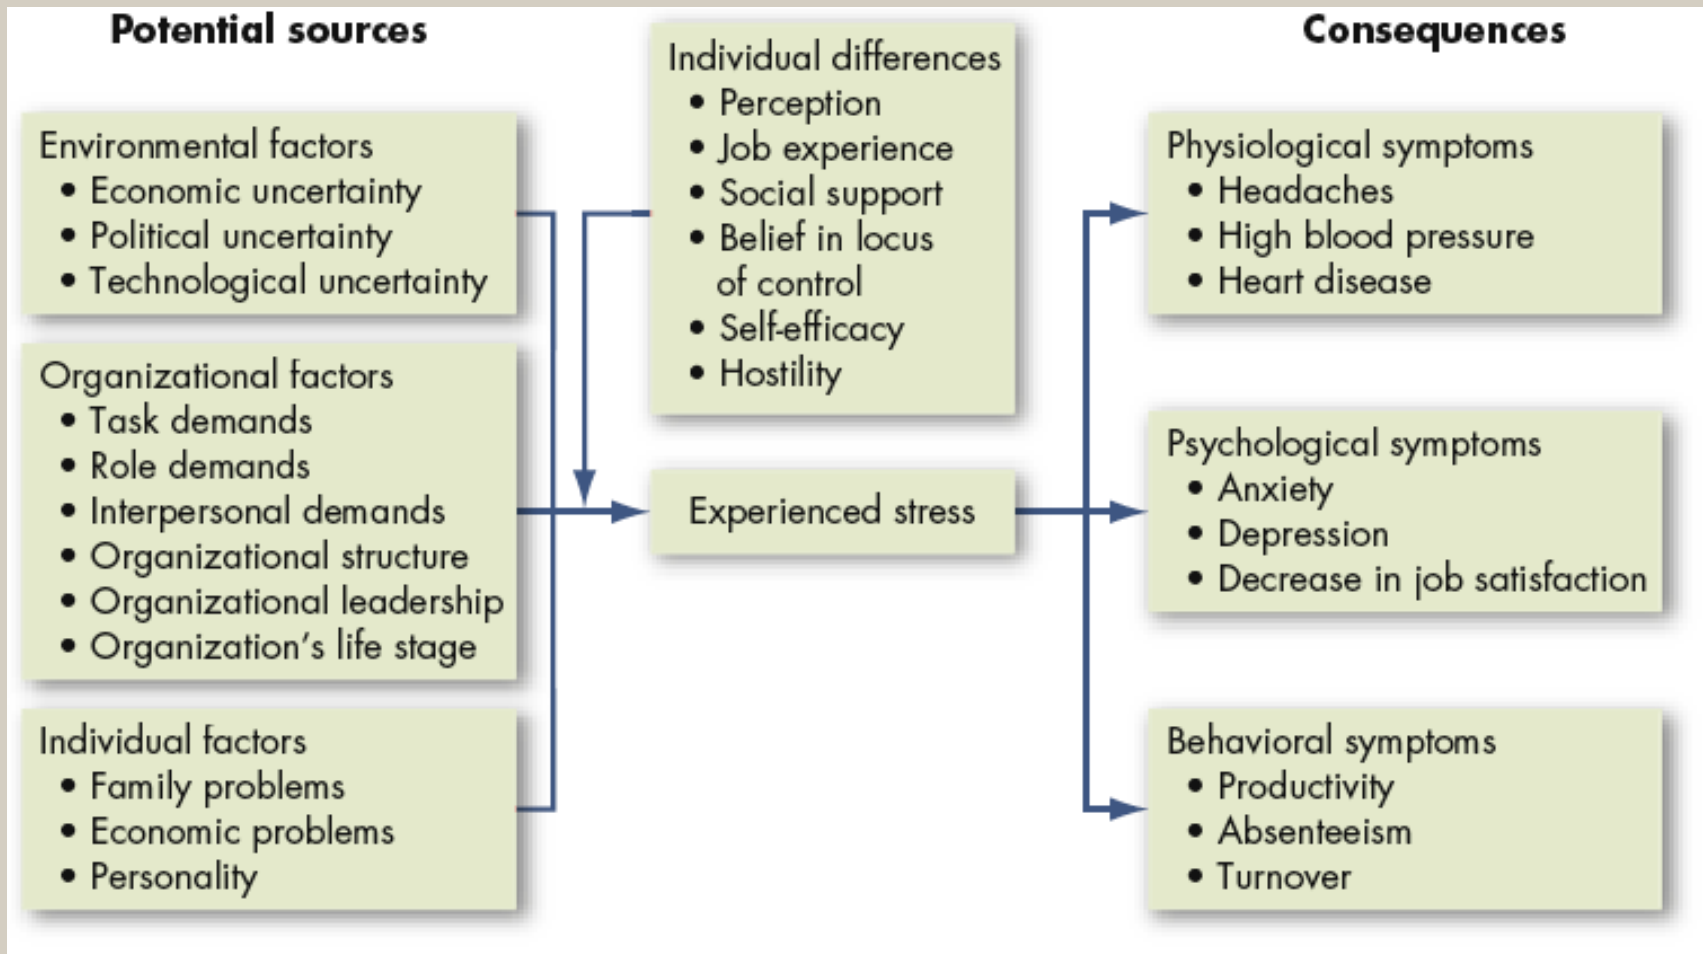 Potential sources
Environmental factors
• Economic uncertainty
• Political uncertainty
• Technological uncertainty
Organizational factors
• Task demands
• Role demands
• Interpersonal demands
• Organizational structure
• Organizational leadership
• Organization's life stage
Individual factors
• Family problems
• Economic problems
• Personality
Individual differences
• Perception
• Job experience
• Social support
• Belief in locus
of control
• Self-efficacy
• Hostility
Experienced stress
Consequences
Physiological symptoms
• Headaches
• High blood pressure
• Heart disease
Psychological symptoms
• Anxiety
• Depression
• Decrease in job satisfaction
Behavioral symptoms
• Productivity
• Absenteeism
• Turnover